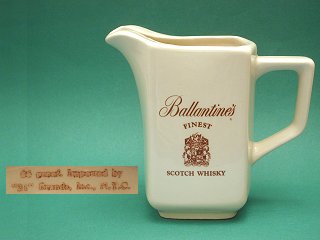 Ballantine's
FINEST
SCOTCH WHISKY
86 proof. Imported by
"21" Brands, Inc., N.Y.C.